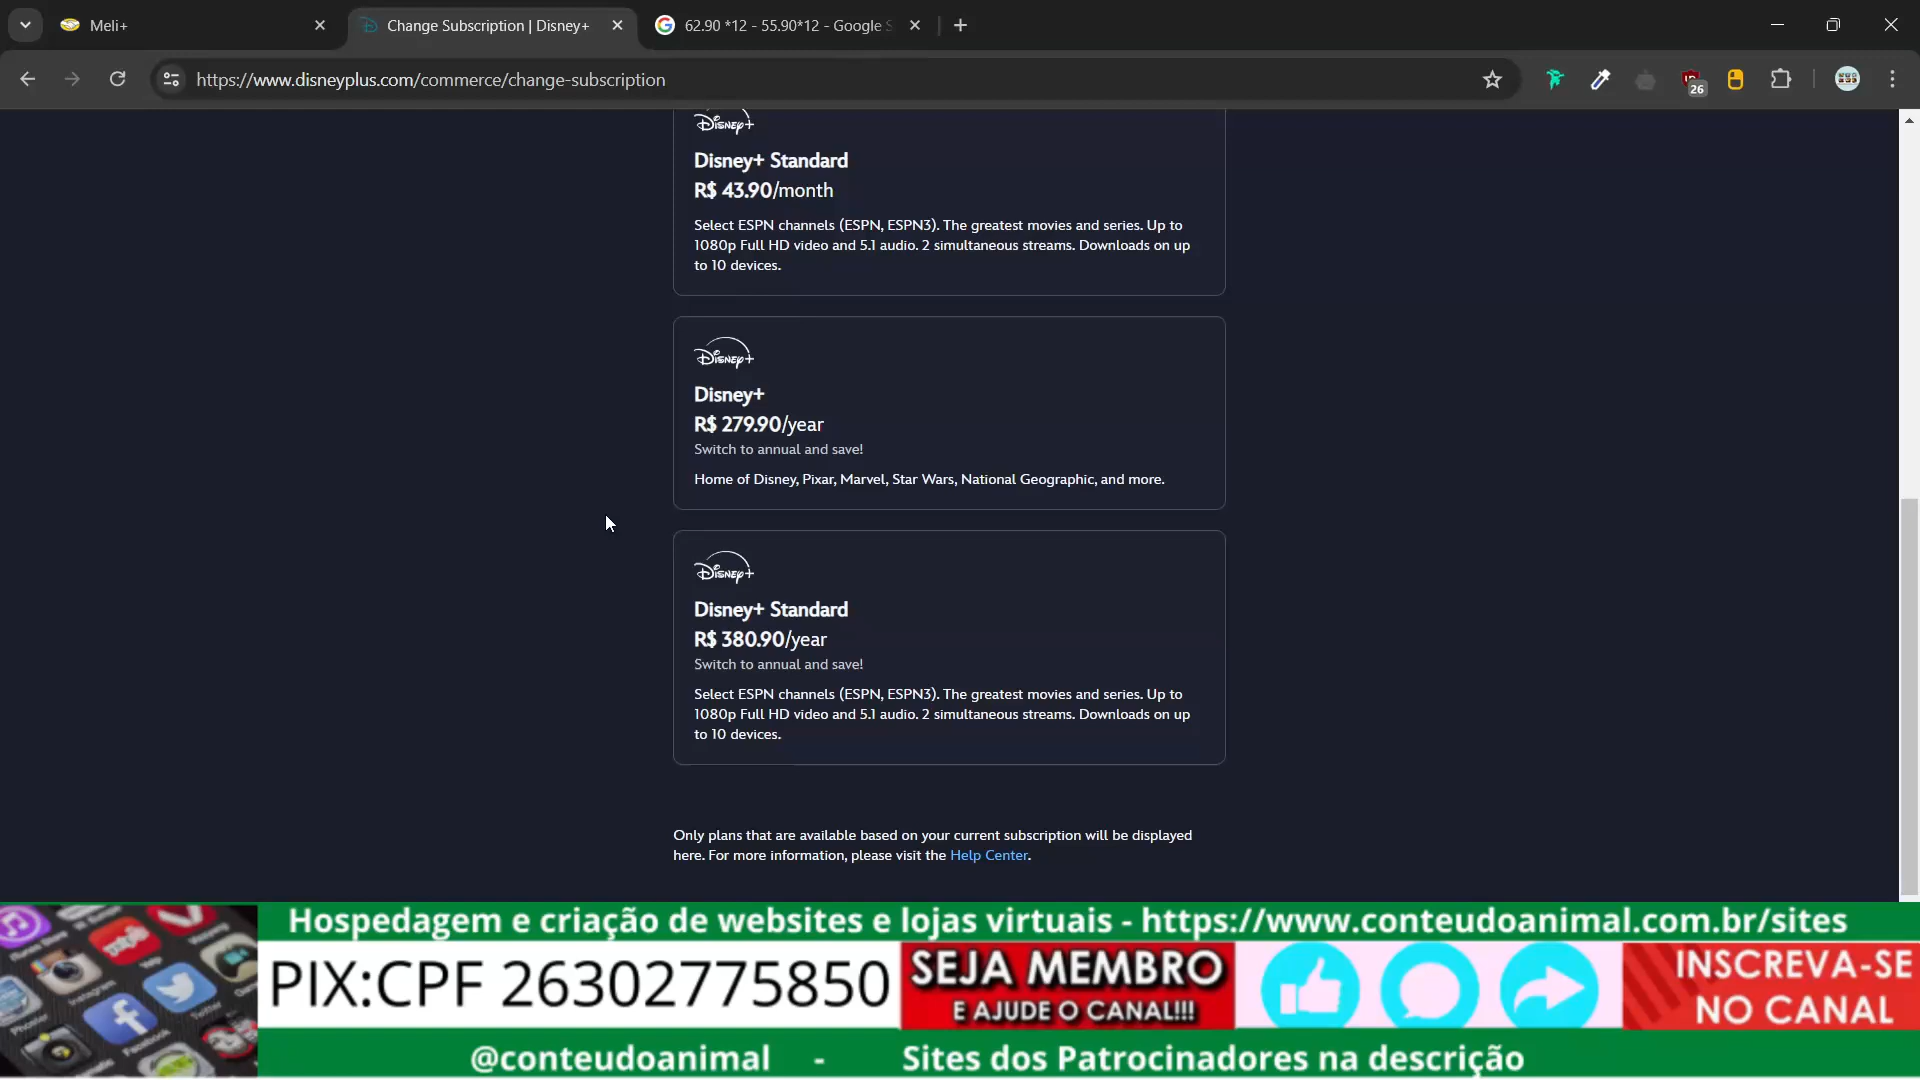 Meli+
Change Subscription | Disney+
62.90 *12 - 55.90*12 - Google S
https://www.disneyplus.com/commerce/change-subscription
26
Disney+
Disney+ Standard
R$ 43.90/month
Select ESPN channels (ESPN, ESPN3). The greatest movies and series. Up to
1080p Full HD video and 5.1 audio. 2 simultaneous streams. Downloads on up
to 10 devices.
Disney+
Disney+
R$ 279.90/year
Switch to annual and save!
Home of Disney, Pixar, Marvel, Star Wars, National Geographic, and more.
Disney+
Disney+ Standard
R$ 380.90/year
Switch to annual and save!
Select ESPN channels (ESPN, ESPN3). The greatest movies and series. Up to
1080p Full HD video and 5.1 audio. 2 simultaneous streams. Downloads on up
to 10 devices.
Only plans that are available based on your current subscription will be displayed
here. For more information, please visit the Help Center.
Hospedagem e criação de websites e lojas virtuais - https://www.conteudoanimal.com.br/sites
PIX:CPF 26302775850
SEJA MEMBRO
E AJUDE O CANAL!!!
INSCREVA-SE
NO CANAL
@conteudoanimal - Sites dos Patrocinadores na descrição